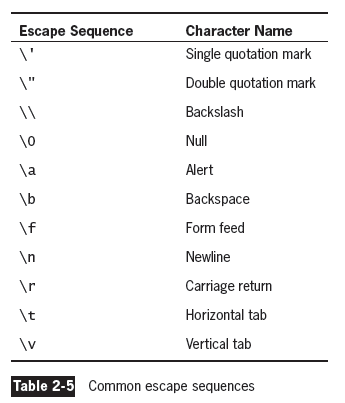 Escape Sequence Character Name
\' Single quotation mark
\" Double quotation mark
\\ Backslash
\0 Null
\a Alert
\b Backspace
\f Form feed
\n Newline
\r Carriage return
\t Horizontal tab
\v Vertical tab
Table 2-5 Common escape sequences